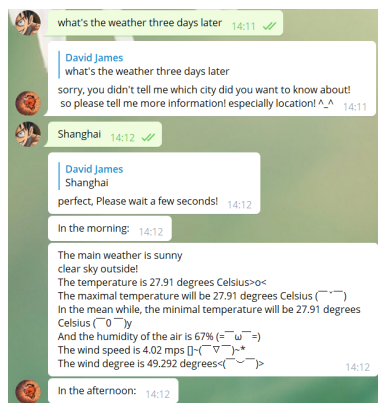 what's the weather three days later 14:11
David James
what's the weather three days later
sorry, you didn't tell me which city did you want to know about!
so please tell me more information! especially location! ^_^ 14:11
Shanghai 14:12
David James
Shanghai
perfect, Please wait a few seconds! 14:12
In the morning: 14:12
The main weather is sunny
clear sky outside!
The temperature is 27.91 degrees Celsius>o<
The maximal temperature will be 27.91 degrees Celsius (￣ˇ￣)
In the mean while, the minimal temperature will be 27.91 degrees
Celsius (￣0 ￣)y
And the humidity of the air is 67% (=￣ω￣=)
The wind speed is 4.02 mps []~(￣▽￣)~*
The wind degree is 49.292 degrees<(￣︶￣)>
14:12
In the afternoon: 14:12